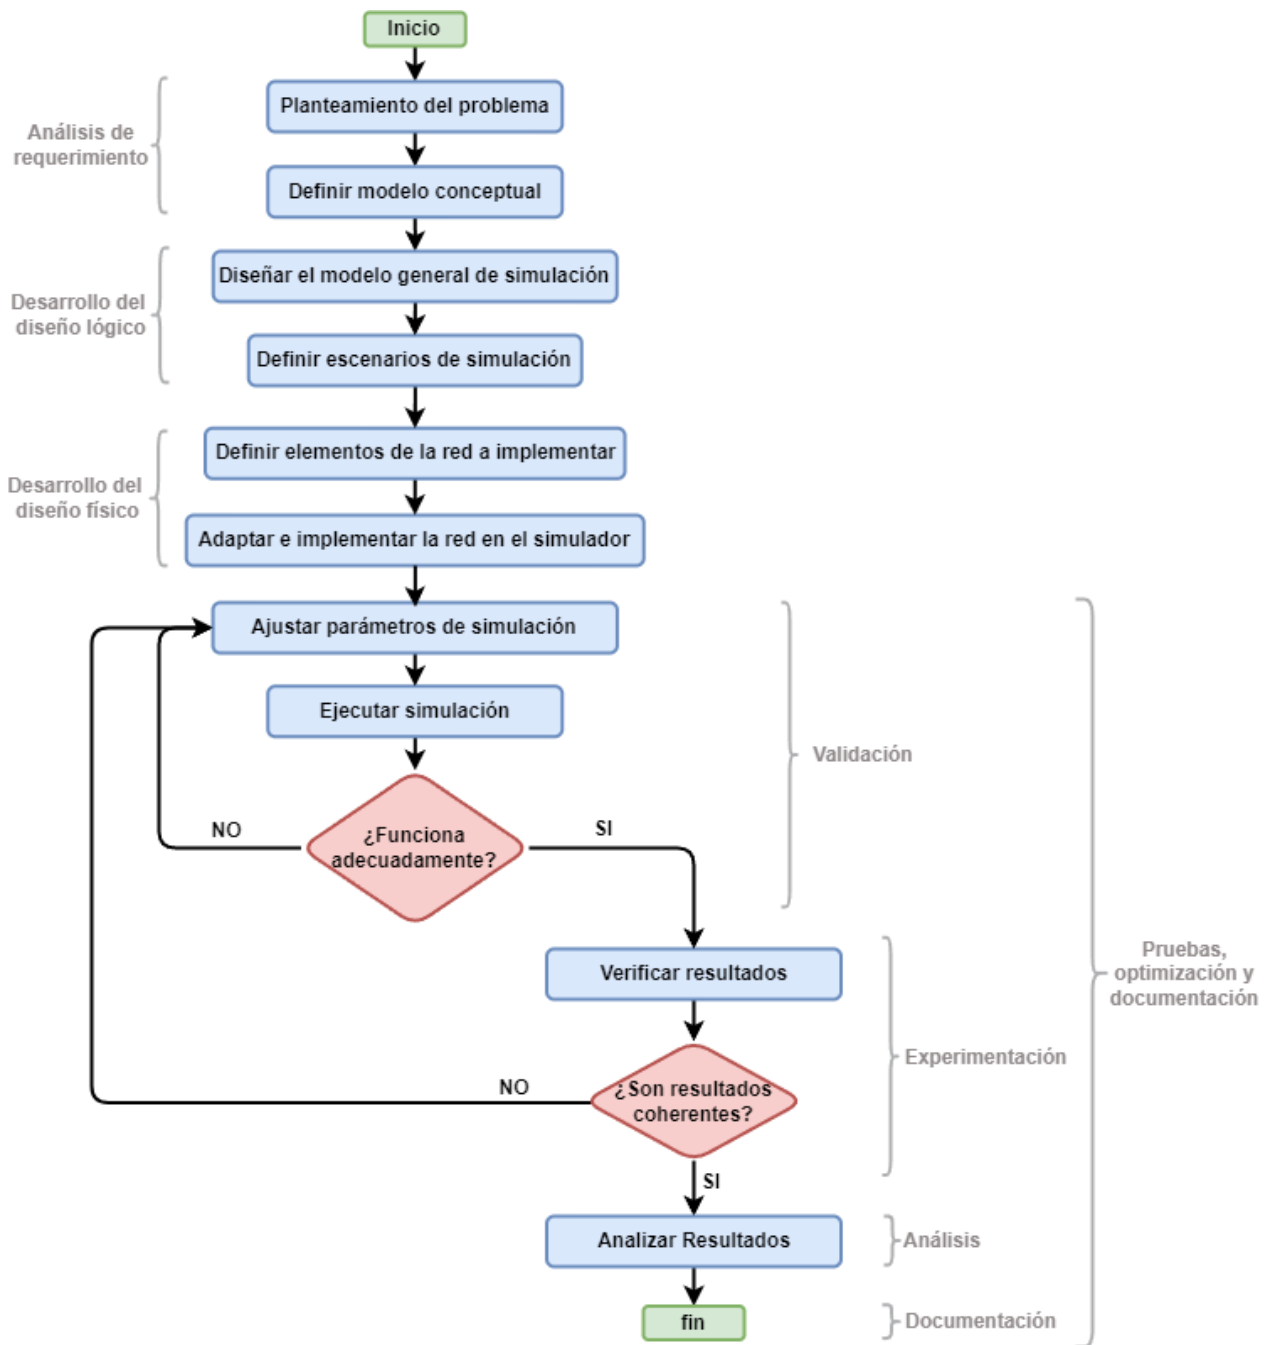 Inicio
Planteamiento del problema
Análisis de
requerimiento
Definir modelo conceptual
Diseñar el modelo general de simulación
Desarrollo del
diseño lógico
Definir escenarios de simulación
Definir elementos de la red a implementar
Desarrollo del
diseño físico
Adaptar e implementar la red en el simulador
Ajustar parámetros de simulación
Ejecutar simulación
Validación
¿Funciona
adecuadamente?
NO
SI
Verificar resultados
Pruebas,
optimización y
documentación
Experimentación
¿Son resultados
coherentes?
NO
SI
Analizar Resultados
Análisis
fin
Documentación